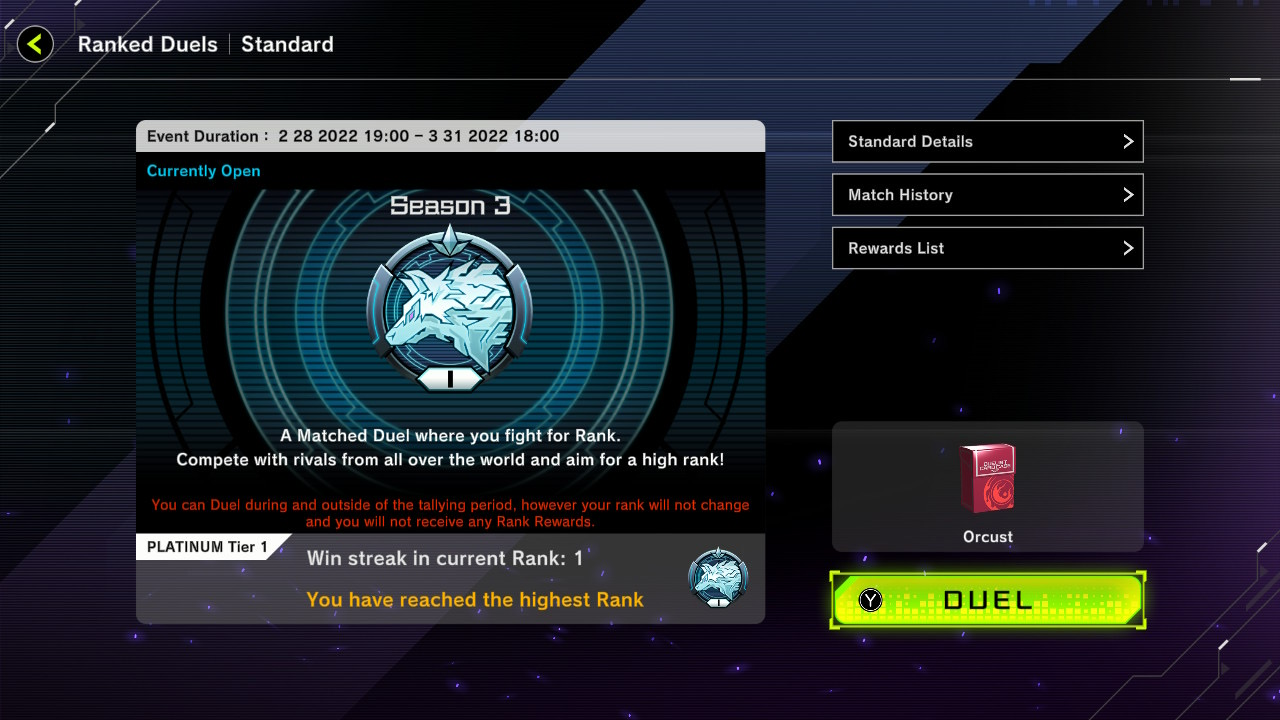 Ranked Duels | Standard
Event Duration : 2 28 2022 19:00 – 3 31 2022 18:00
Currently Open
Season 3
I
A Matched Duel where you fight for Rank.
Compete with rivals from all over the world and aim for a high rank!
You can Duel during and outside of the tallying period, however your rank will not change
and you will not receive any Rank Rewards.
PLATINUM Tier 1
Win streak in current Rank: 1
You have reached the highest Rank
I
Standard Details
Match History
Rewards List
Orcust
Y DUEL